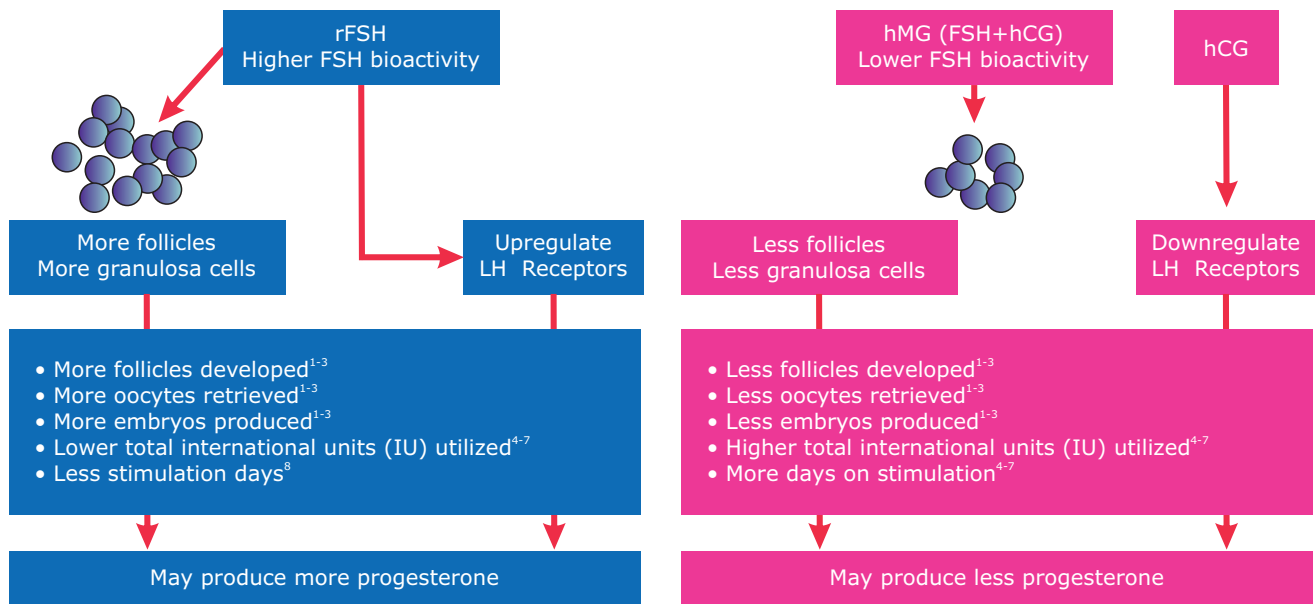 rFSH
Higher FSH bioactivity
More follicles
More granulosa cells
Upregulate
LH Receptors
• More follicles developed1-3
• More oocytes retrieved1-3
• More embryos produced1-3
• Lower total international units (IU) utilized4-7
• Less stimulation days8
May produce more progesterone
hMG (FSH+hCG)
Lower FSH bioactivity
hCG
Less follicles
Less granulosa cells
Downregulate
LH Receptors
• Less follicles developed1-3
• Less oocytes retrieved1-3
• Less embryos produced1-3
• Higher total international units (IU) utilized4-7
• More days on stimulation4-7
May produce less progesterone